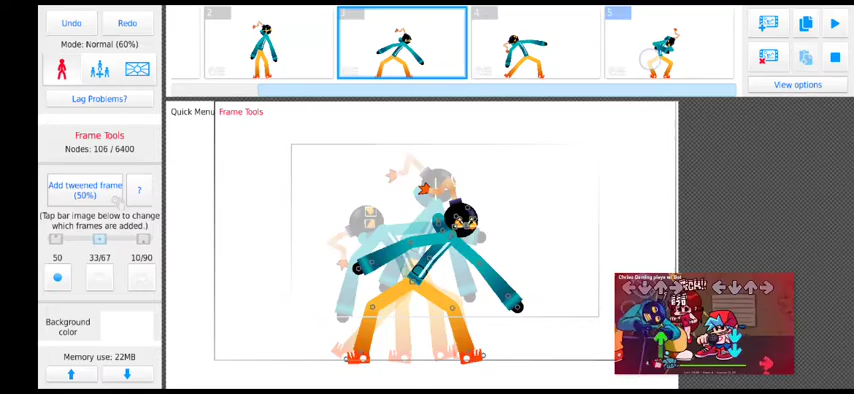 Undo Redo
Mode: Normal (60%)
Lag Problems?
Frame Tools
Nodes: 106 / 6400
Add tweened frame
(50%)
?
(Tap bar image below to change
which frames are added.)
50 33/67 10/90
Background
color
Memory use: 22MB
2 3 4 5
View options
Quick Menu Frame Tools